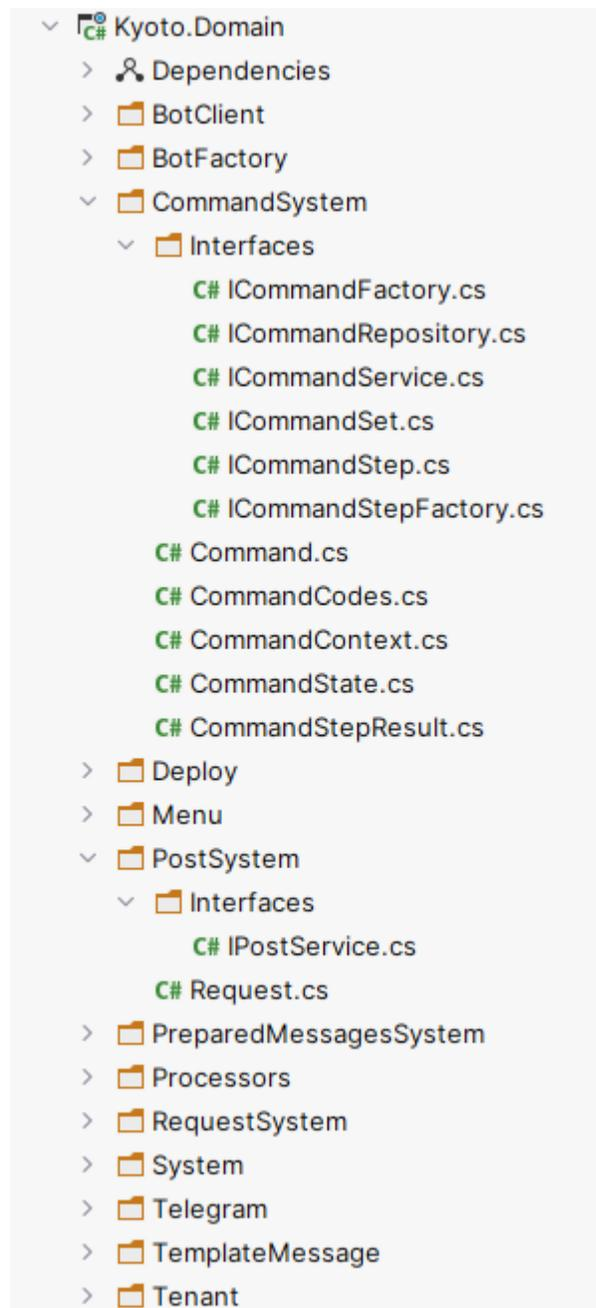 C# Kyoto.Domain
Dependencies
BotClient
BotFactory
CommandSystem
Interfaces
C# ICommandFactory.cs
C# ICommandRepository.cs
C# ICommandService.cs
C# ICommandSet.cs
C# ICommandStep.cs
C# ICommandStepFactory.cs
C# Command.cs
C# CommandCodes.cs
C# CommandContext.cs
C# CommandState.cs
C# CommandStepResult.cs
Deploy
Menu
PostSystem
Interfaces
C# IPostService.cs
C# Request.cs
PreparedMessagesSystem
Processors
RequestSystem
System
Telegram
TemplateMessage
Tenant